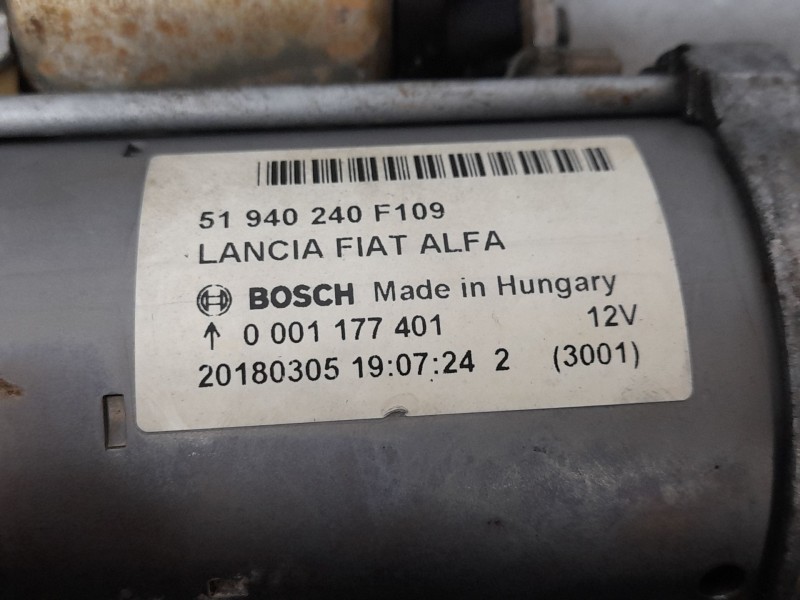 51 940 240 F109
LANCIA FIAT ALFA
BOSCH Made in Hungary
↑ 0 001 177 401 12V
20180305 19:07:24 2 (3001)